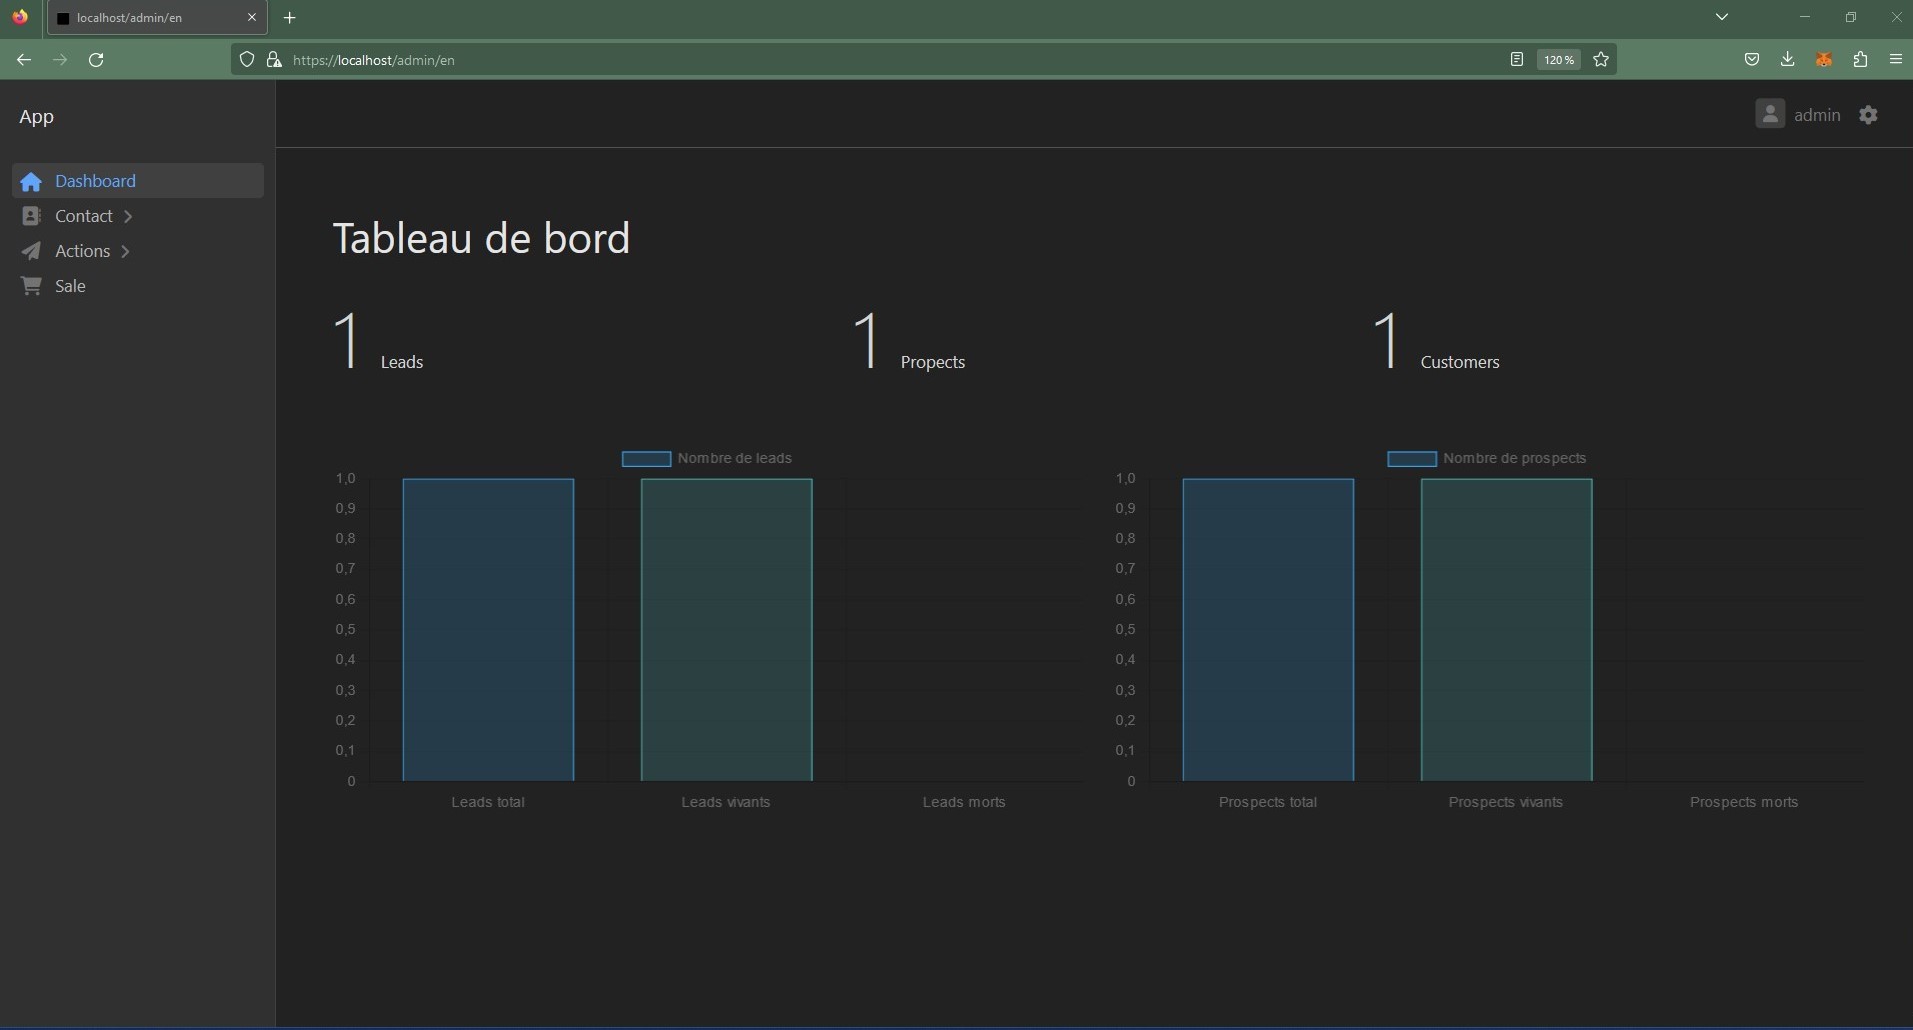 localhost/admin/en
https://localhost/admin/en
120 %
App
admin
Dashboard
Contact
Actions
Sale
Tableau de bord
1 Leads
1 Propects
1 Customers
Nombre de leads
1,0
0,9
0,8
0,7
0,6
0,5
0,4
0,3
0,2
0,1
0
Leads total Leads vivants Leads morts
Nombre de prospects
1,0
0,9
0,8
0,7
0,6
0,5
0,4
0,3
0,2
0,1
0
Prospects total Prospects vivants Prospects morts